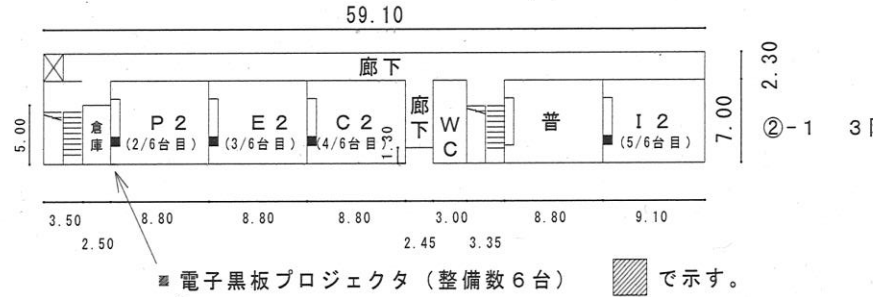 59.10
廊下
2.30
5.00
倉庫
P2
(2/6台目)
E2
(3/6台目)
C2
(4/6台目)
1.30
廊下
WC
普
I2
(5/6台目)
7.00
②-1 3
3.50 8.80 8.80 8.80 3.00 8.80 9.10
2.50 2.45 3.35
電子黒板プロジェクタ（整備数6台） で示す。